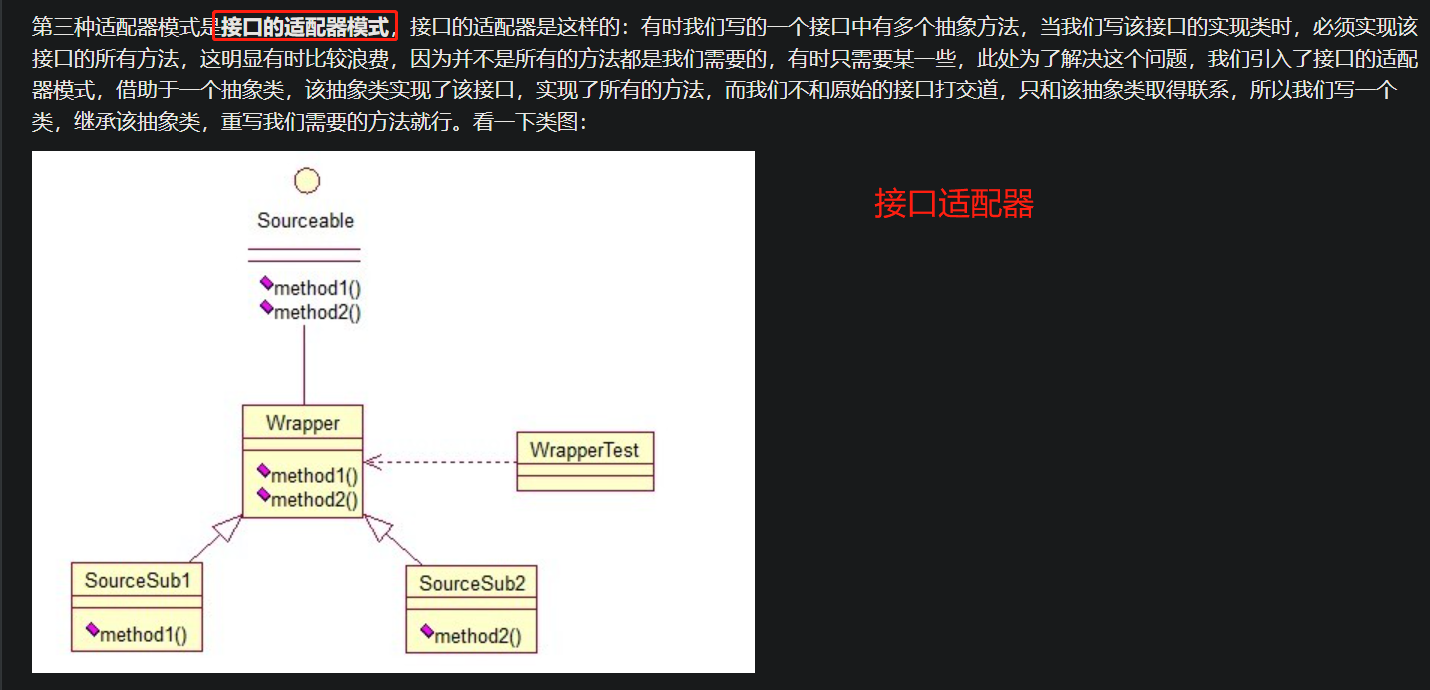 第三种适配器模式是接口的适配器模式，接口的适配器是这样的：有时我们写的一个接口中有多个抽象方法，当我们写该接口的实现类时，必须实现该
接口的所有方法，这明显有时比较浪费，因为并不是所有的方法都是我们需要的，有时只需要某一些，此处为了解决这个问题，我们引入了接口的适配
器模式，借助于一个抽象类，该抽象类实现了该接口，实现了所有的方法，而我们不和原始的接口打交道，只和该抽象类取得联系，所以我们写一个
类，继承该抽象类，重写我们需要的方法就行。看一下类图：
接口适配器
Sourceable
method1()
method2()
Wrapper
method1()
method2()
WrapperTest
SourceSub1
method1()
SourceSub2
method2()